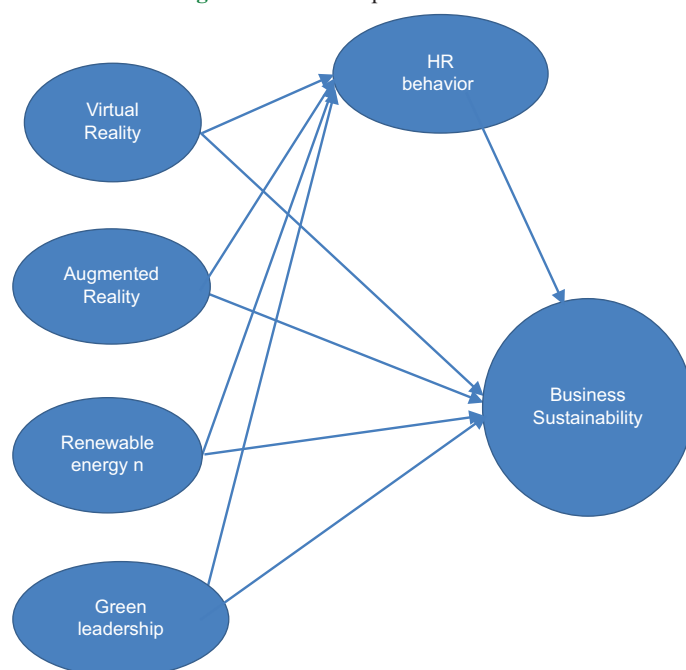 HR
behavior
Virtual
Reality
Augmented
Reality
Business
Sustainability
Renewable
energy n
Green
leadership